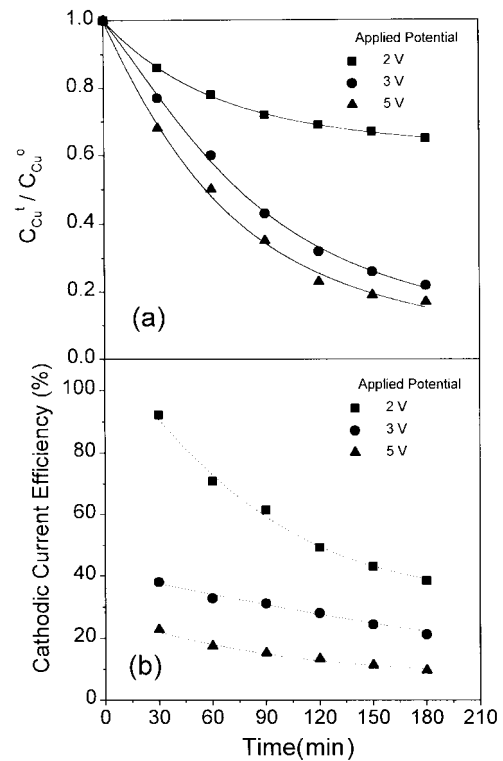 1.0
0.8
0.6
0.4
0.2
0.0
C_Cu^t / C_Cu^o
Applied Potential
2 V
3 V
5 V
(a)
100
80
60
40
20
0
Cathodic Current Efficiency (%)
Applied Potential
2 V
3 V
5 V
(b)
0 30 60 90 120 150 180 210
Time(min)